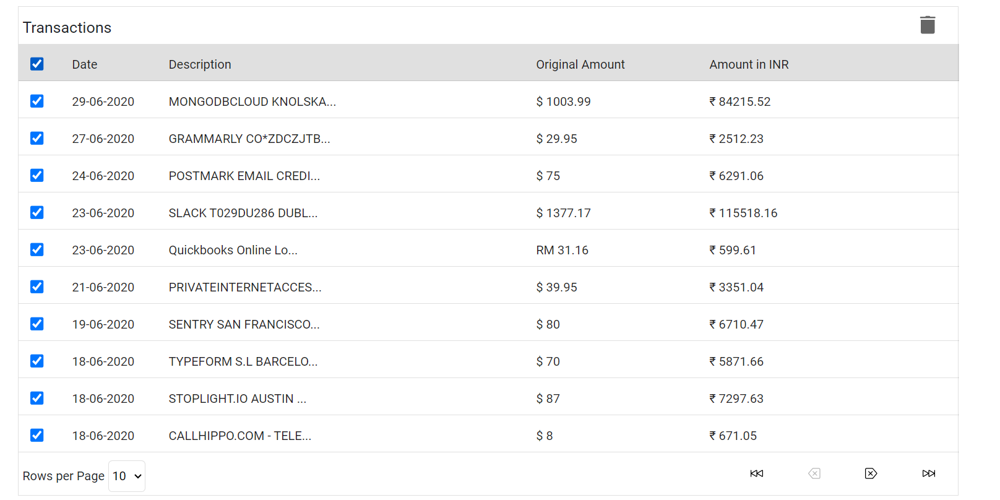 Transactions
Date Description Original Amount Amount in INR
29-06-2020 MONGODBCLOUD KNOLSKA... $ 1003.99 ₹ 84215.52
27-06-2020 GRAMMARLY CO*ZDCZJTB... $ 29.95 ₹ 2512.23
24-06-2020 POSTMARK EMAIL CREDI... $ 75 ₹ 6291.06
23-06-2020 SLACK T029DU286 DUBL... $ 1377.17 ₹ 115518.16
23-06-2020 Quickbooks Online Lo... RM 31.16 ₹ 599.61
21-06-2020 PRIVATEINTERNETACCES... $ 39.95 ₹ 3351.04
19-06-2020 SENTRY SAN FRANCISCO... $ 80 ₹ 6710.47
18-06-2020 TYPEFORM S.L BARCELO... $ 70 ₹ 5871.66
18-06-2020 STOPLIGHT.IO AUSTIN ... $ 87 ₹ 7297.63
18-06-2020 CALLHIPPO.COM - TELE... $ 8 ₹ 671.05
Rows per Page 10